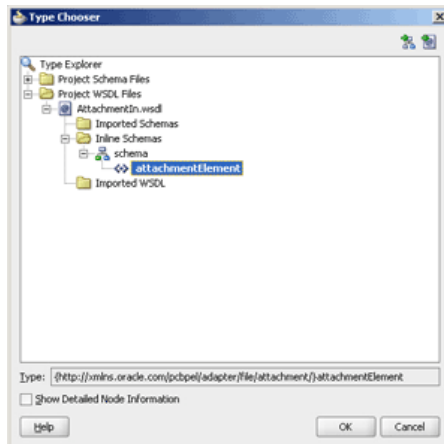 Type Chooser
Type Explorer
Project Schema Files
Project WSDL Files
AttachmentIn.wsdl
Imported Schemas
Inline Schemas
schema
attachmentElement
Imported WSDL
Type: {http://xmlns.oracle.com/pcbpel/adapter/file/attachment/}attachmentElement
Show Detailed Node Information
Help OK Cancel